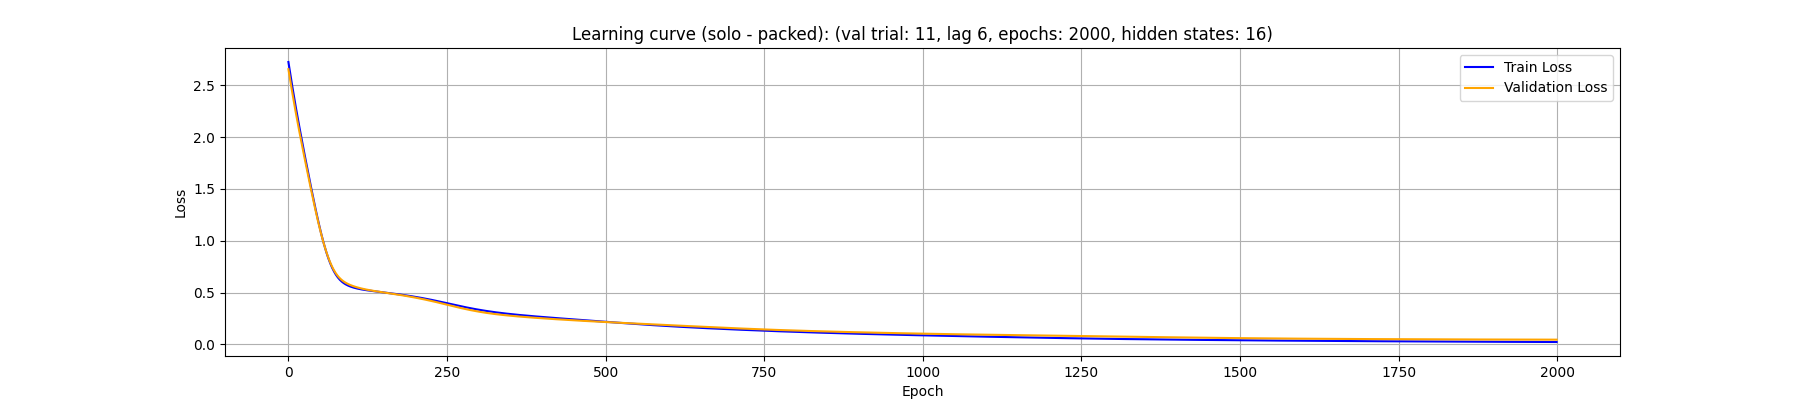 Learning curve (solo - packed): (val trial: 11, lag 6, epochs: 2000, hidden states: 16)
Train Loss
Validation Loss
Loss
2.5
2.0
1.5
1.0
0.5
0.0
0 250 500 750 1000 1250 1500 1750 2000
Epoch